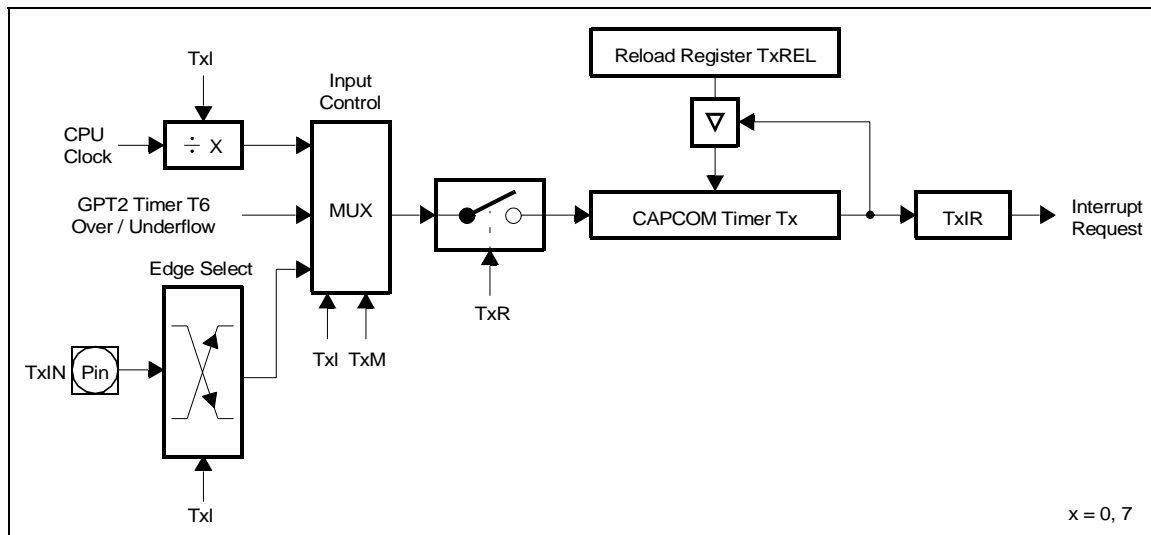 TxI
Reload Register TxREL
Input
Control
CPU
Clock
÷ X
GPT2 Timer T6
Over / Underflow
MUX
CAPCOM Timer Tx
TxIR
Interrupt
Request
Edge Select
TxR
TxI TxM
TxIN
Pin
TxI
x = 0, 7